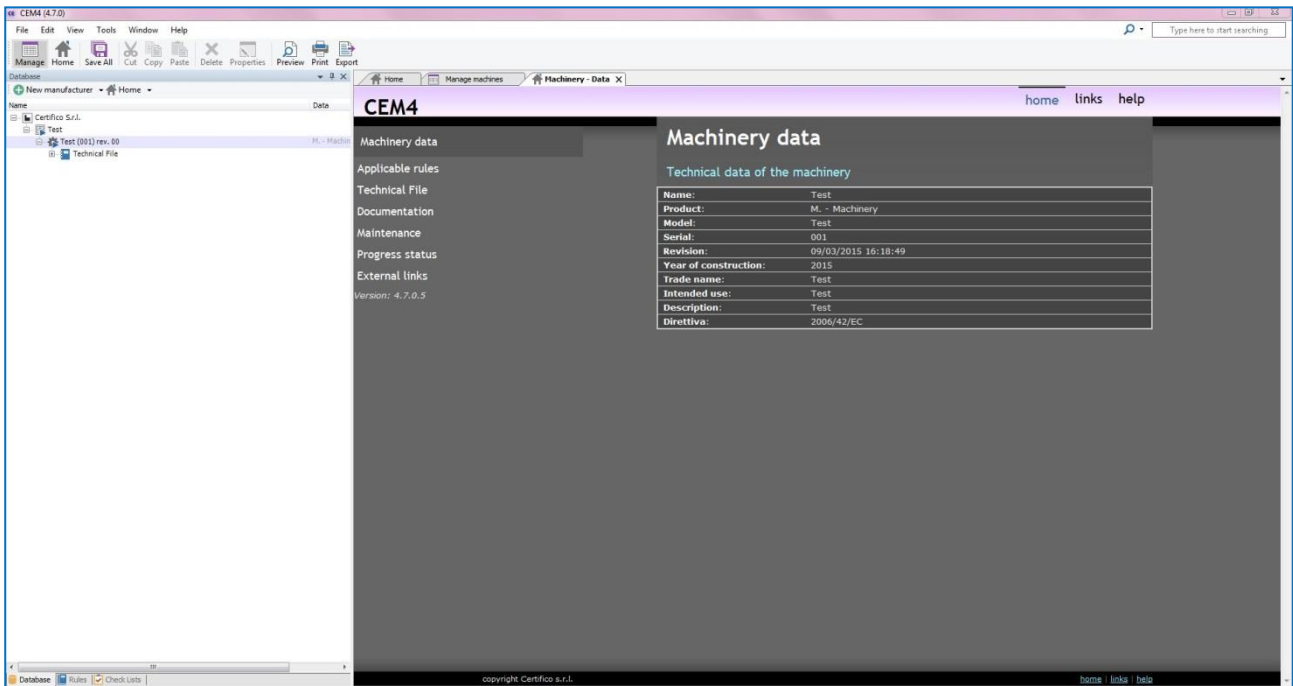 CEM4 (4.7.0)
File Edit View Tools Window Help
Type here to start searching
Manage Home Save All Cut Copy Paste Delete Properties Preview Print Export
Database
New manufacturer Home
Name Data
Certifico S.r.l.
Test
Test (001) rev. 00 M. - Machin
Technical File
Home Manage machines Machinery - Data X
CEM4
home links help
Machinery data
Applicable rules
Technical File
Documentation
Maintenance
Progress status
External links
Version: 4.7.0.5
Machinery data
Technical data of the machinery
Name: Test
Product: M. - Machinery
Model: Test
Serial: 001
Revision: 09/03/2015 16:18:49
Year of construction: 2015
Trade name: Test
Intended use: Test
Description: Test
Direttiva: 2006/42/EC
Database Rules Check Lists
copyright Certifico s.r.l.
home | links | help